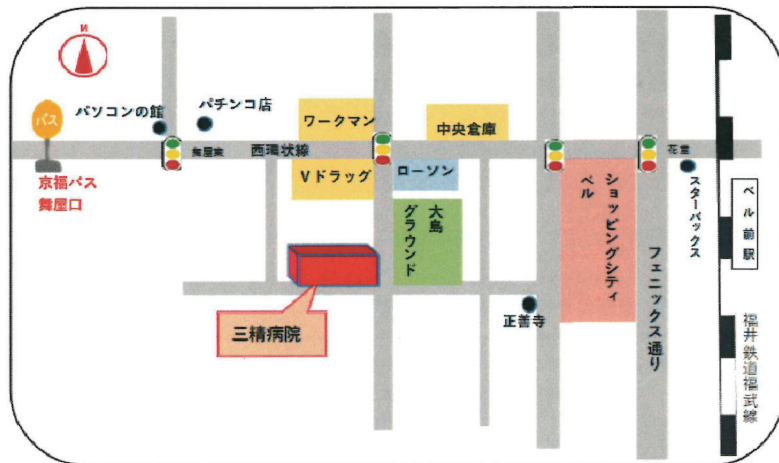 N
バス
パソコンの館
パチンコ店
ワークマン
中央倉庫
舞屋東
西環状線
花堂
京福バス
舞屋口
Vドラッグ
ローソン
大島
グラウンド
ショッピングシティ
ベル
スターバックス
ベル前駅
フェニックス通り
三精病院
正善寺
福井鉄道福武線